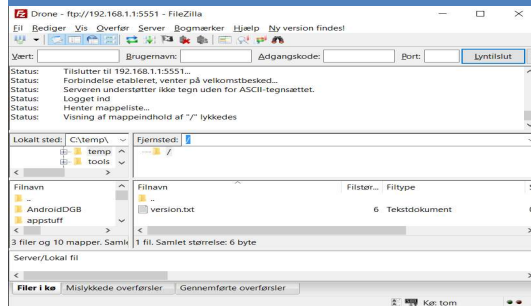 Drone - ftp://192.168.1.1:5551 - FileZilla
Fil Rediger Vis Overfør Server Bogmærker Hjælp Ny version findes!
Vært: Brugernavn: Adgangskode: Port: Lyntilslut
Status: Tilslutter til 192.168.1.1:5551...
Status: Forbindelse etableret, venter på velkomstbesked...
Status: Serveren understøtter ikke tegn uden for ASCII-tegnsættet.
Status: Logget ind
Status: Henter mappeliste...
Status: Visning af mappeindhold af "/" lykkedes
Lokalt sted: C:\temp\ Fjernsted: /
temp /
tools
Filnavn Filnavn Filstør... Filtype
.. ..
AndroidDGB version.txt 6 Tekstdokument
appstuff
3 filer og 10 mapper. Samle 1 fil. Samlet størrelse: 6 byte
Server/Lokal fil
Filer i kø Mislykkede overførsler Gennemførte overførsler
Kø: tom